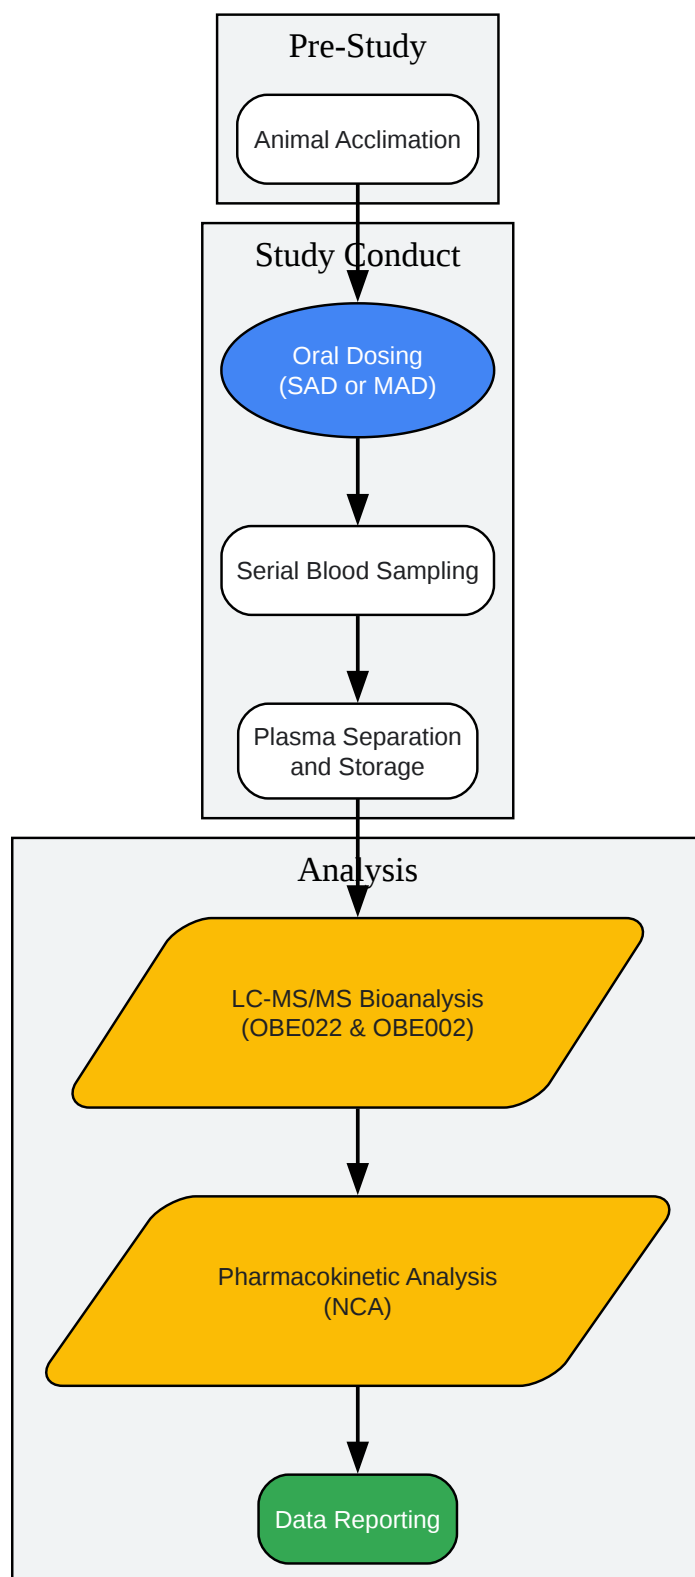 Pre-Study
Animal Acclimation
Study Conduct
Oral Dosing
(SAD or MAD)
Serial Blood Sampling
Plasma Separation
and Storage
Analysis
LC-MS/MS Bioanalysis
(OBE022 & OBE002)
Pharmacokinetic Analysis
(NCA)
Data Reporting